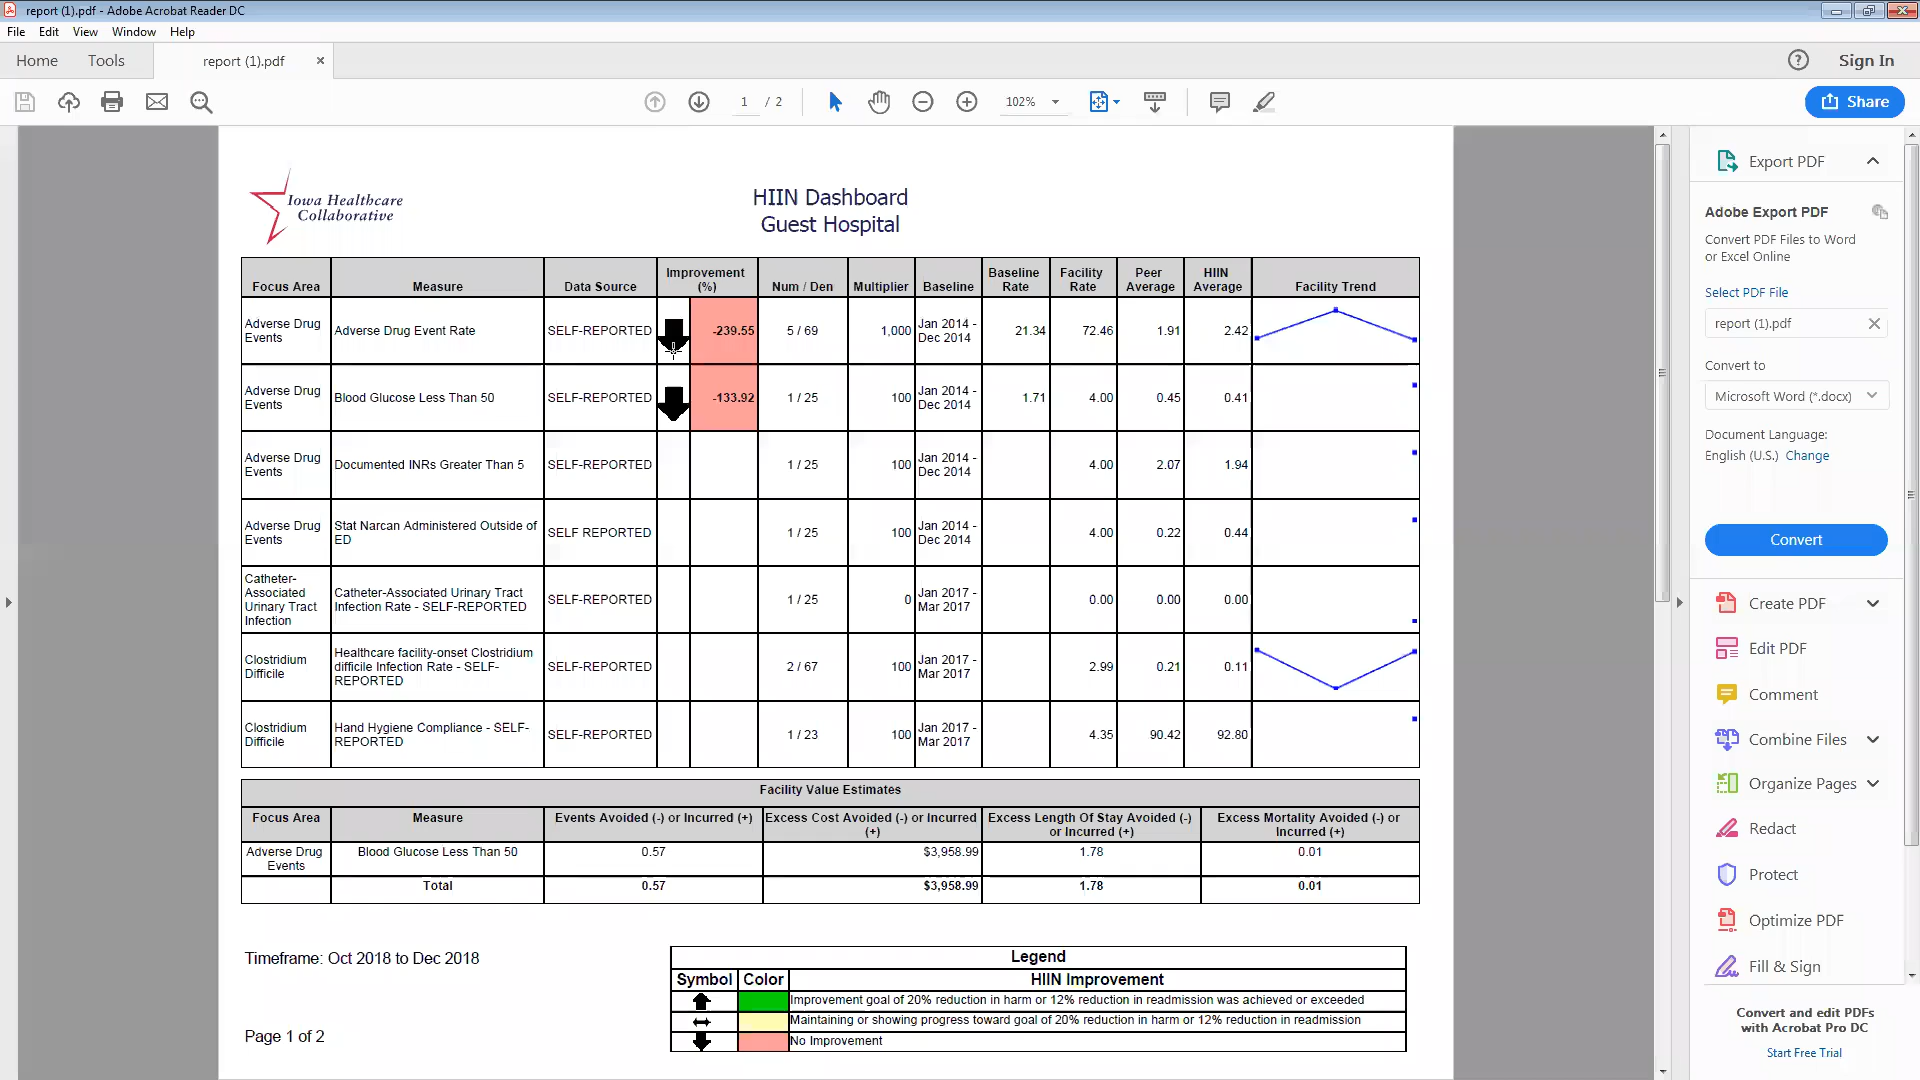 report (1).pdf - Adobe Acrobat Reader DC
File Edit View Window Help
Home Tools report (1).pdf × Sign In
1 / 2 102% Share
Iowa Healthcare
Collaborative
HIIN Dashboard
Guest Hospital
Focus Area Measure Data Source Improvement (%) Num / Den Multiplier Baseline Baseline Rate Facility Rate Peer Average HIIN Average Facility Trend
Adverse Drug Events Adverse Drug Event Rate SELF-REPORTED -239.55 5 / 69 1,000 Jan 2014 - Dec 2014 21.34 72.46 1.91 2.42
Adverse Drug Events Blood Glucose Less Than 50 SELF-REPORTED -133.92 1 / 25 100 Jan 2014 - Dec 2014 1.71 4.00 0.45 0.41
Adverse Drug Events Documented INRs Greater Than 5 SELF-REPORTED 1 / 25 100 Jan 2014 - Dec 2014 4.00 2.07 1.94
Adverse Drug Events Stat Narcan Administered Outside of ED SELF REPORTED 1 / 25 100 Jan 2014 - Dec 2014 4.00 0.22 0.44
Catheter-Associated Urinary Tract Infection Catheter-Associated Urinary Tract Infection Rate - SELF-REPORTED SELF-REPORTED 1 / 25 0 Jan 2017 - Mar 2017 0.00 0.00 0.00
Clostridium Difficile Healthcare facility-onset Clostridium difficile Infection Rate - SELF-REPORTED SELF-REPORTED 2 / 67 100 Jan 2017 - Mar 2017 2.99 0.21 0.11
Clostridium Difficile Hand Hygiene Compliance - SELF-REPORTED SELF-REPORTED 1 / 23 100 Jan 2017 - Mar 2017 4.35 90.42 92.80
Facility Value Estimates
Focus Area Measure Events Avoided (-) or Incurred (+) Excess Cost Avoided (-) or Incurred (+) Excess Length Of Stay Avoided (-) or Incurred (+) Excess Mortality Avoided (-) or Incurred (+)
Adverse Drug Events Blood Glucose Less Than 50 0.57 $3,958.99 1.78 0.01
Total 0.57 $3,958.99 1.78 0.01
Timeframe: Oct 2018 to Dec 2018
Page 1 of 2
Legend
Symbol Color HIIN Improvement
Improvement goal of 20% reduction in harm or 12% reduction in readmission was achieved or exceeded
Maintaining or showing progress toward goal of 20% reduction in harm or 12% reduction in readmission
No Improvement
Export PDF
Adobe Export PDF
Convert PDF Files to Word
or Excel Online
Select PDF File
report (1).pdf
Convert to
Microsoft Word (*.docx)
Document Language:
English (U.S.) Change
Convert
Create PDF
Edit PDF
Comment
Combine Files
Organize Pages
Redact
Protect
Optimize PDF
Fill & Sign
Convert and edit PDFs
with Acrobat Pro DC
Start Free Trial